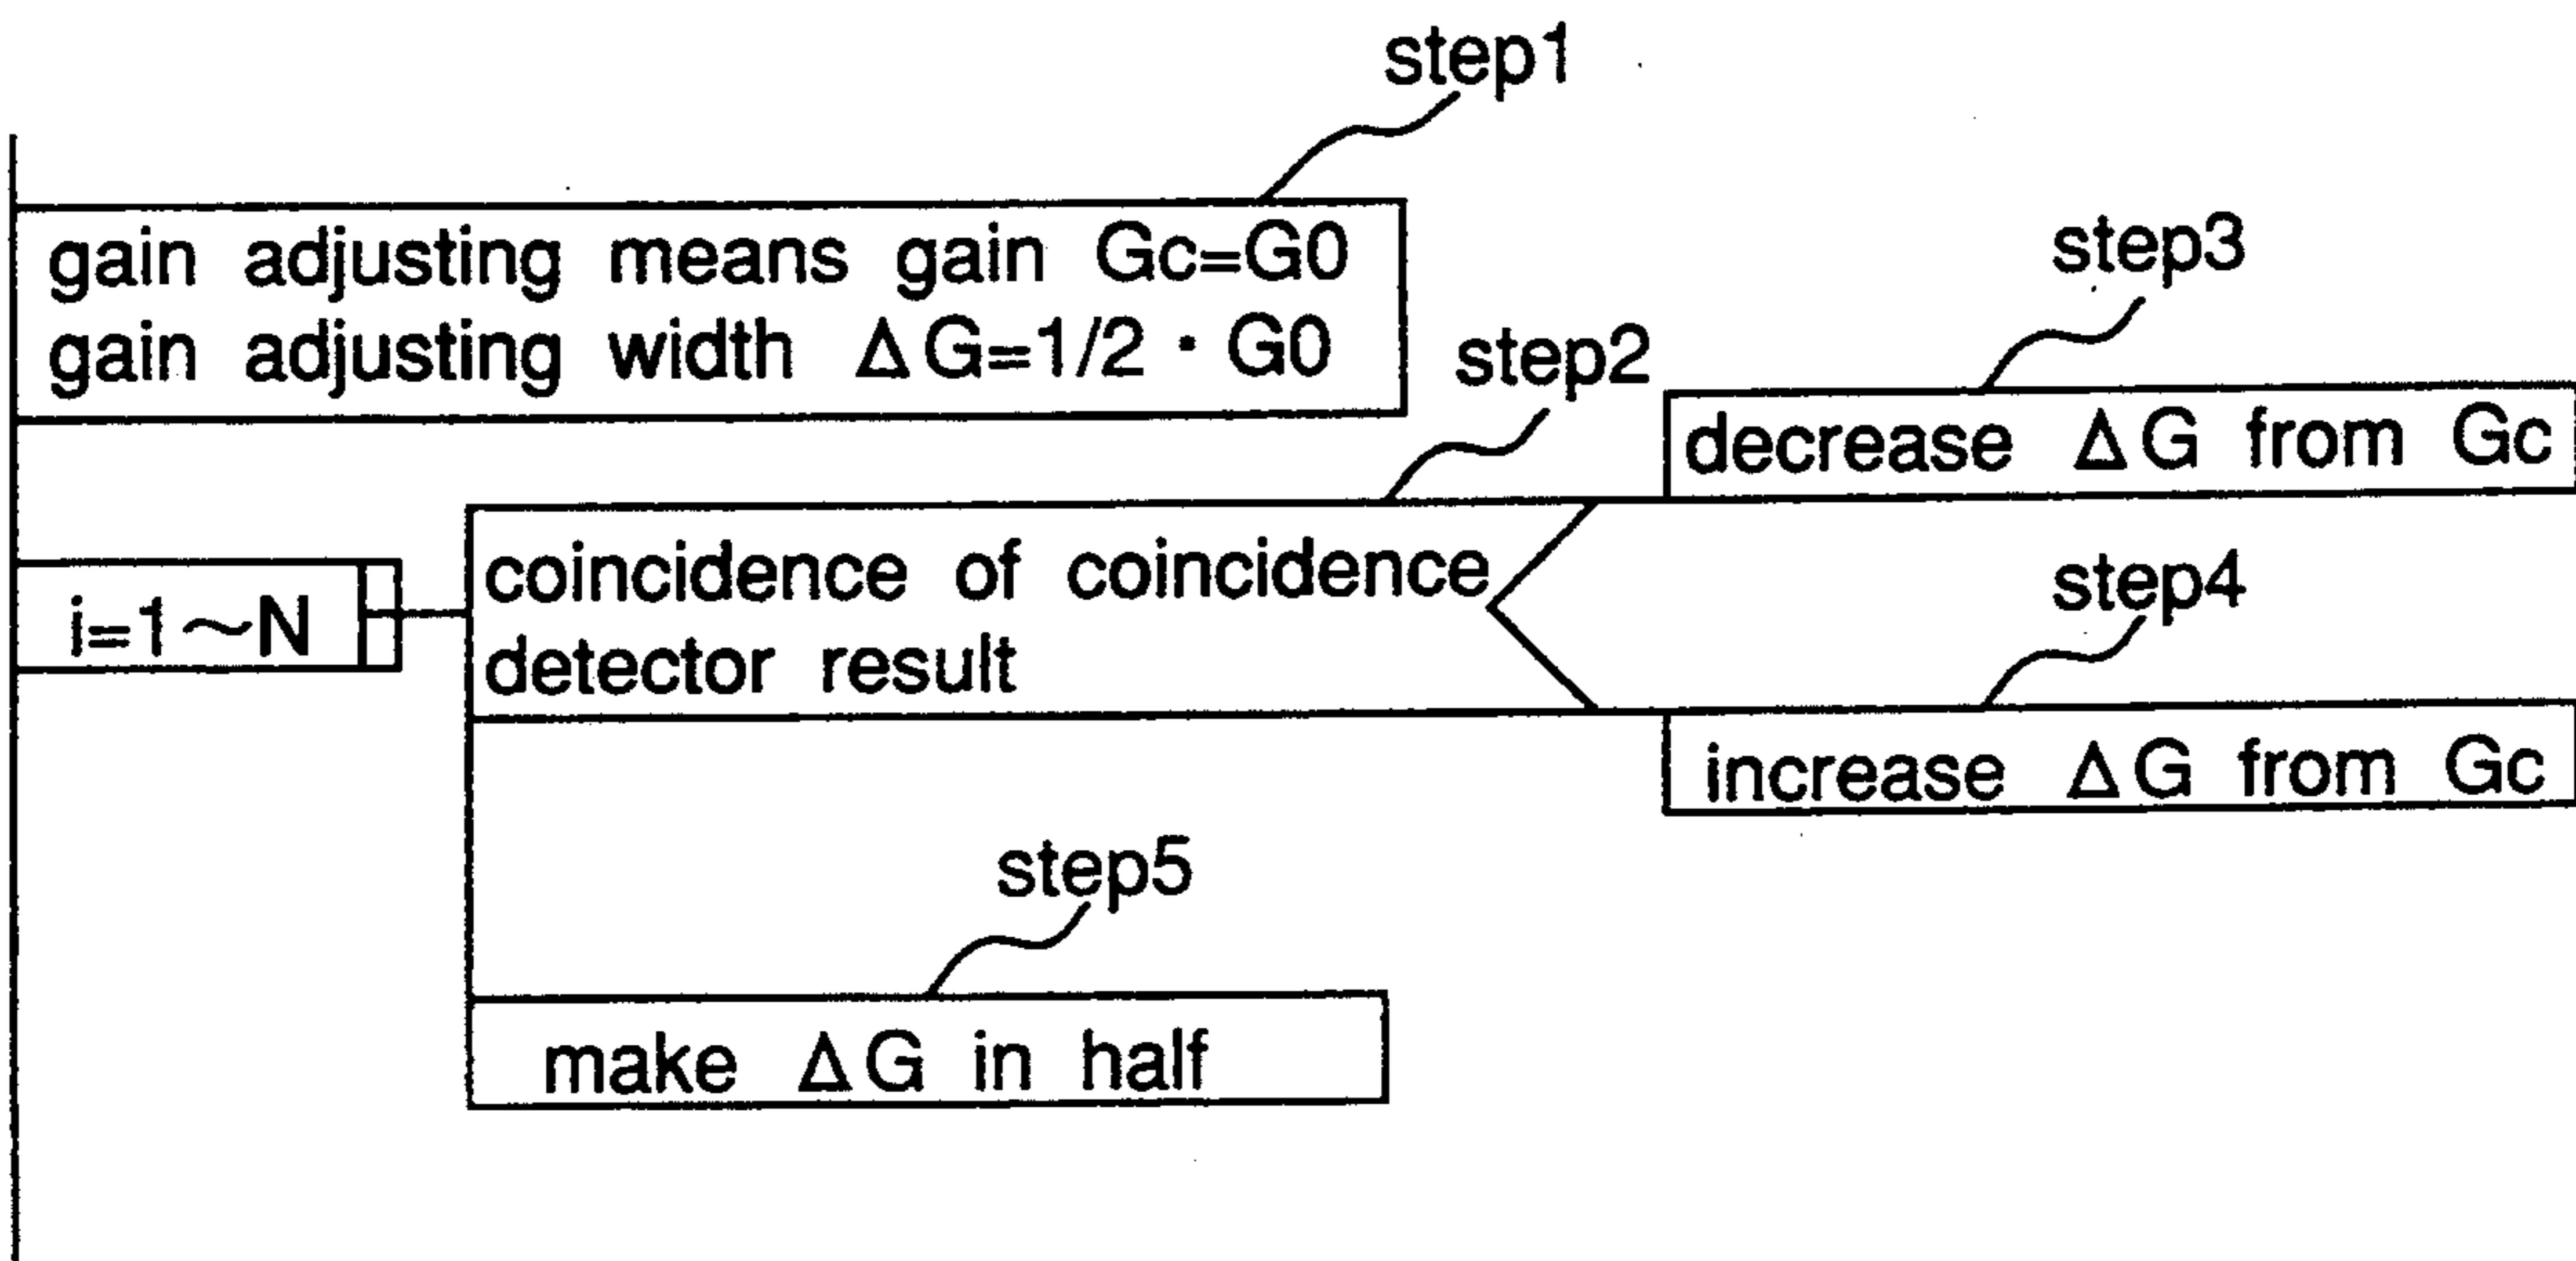 step1
gain adjusting means gain Gc=G0
gain adjusting width ΔG=1/2・G0
step2
step3
decrease ΔG from Gc
i=1～N
coincidence of coincidence
detector result
step4
increase ΔG from Gc
step5
make ΔG in half